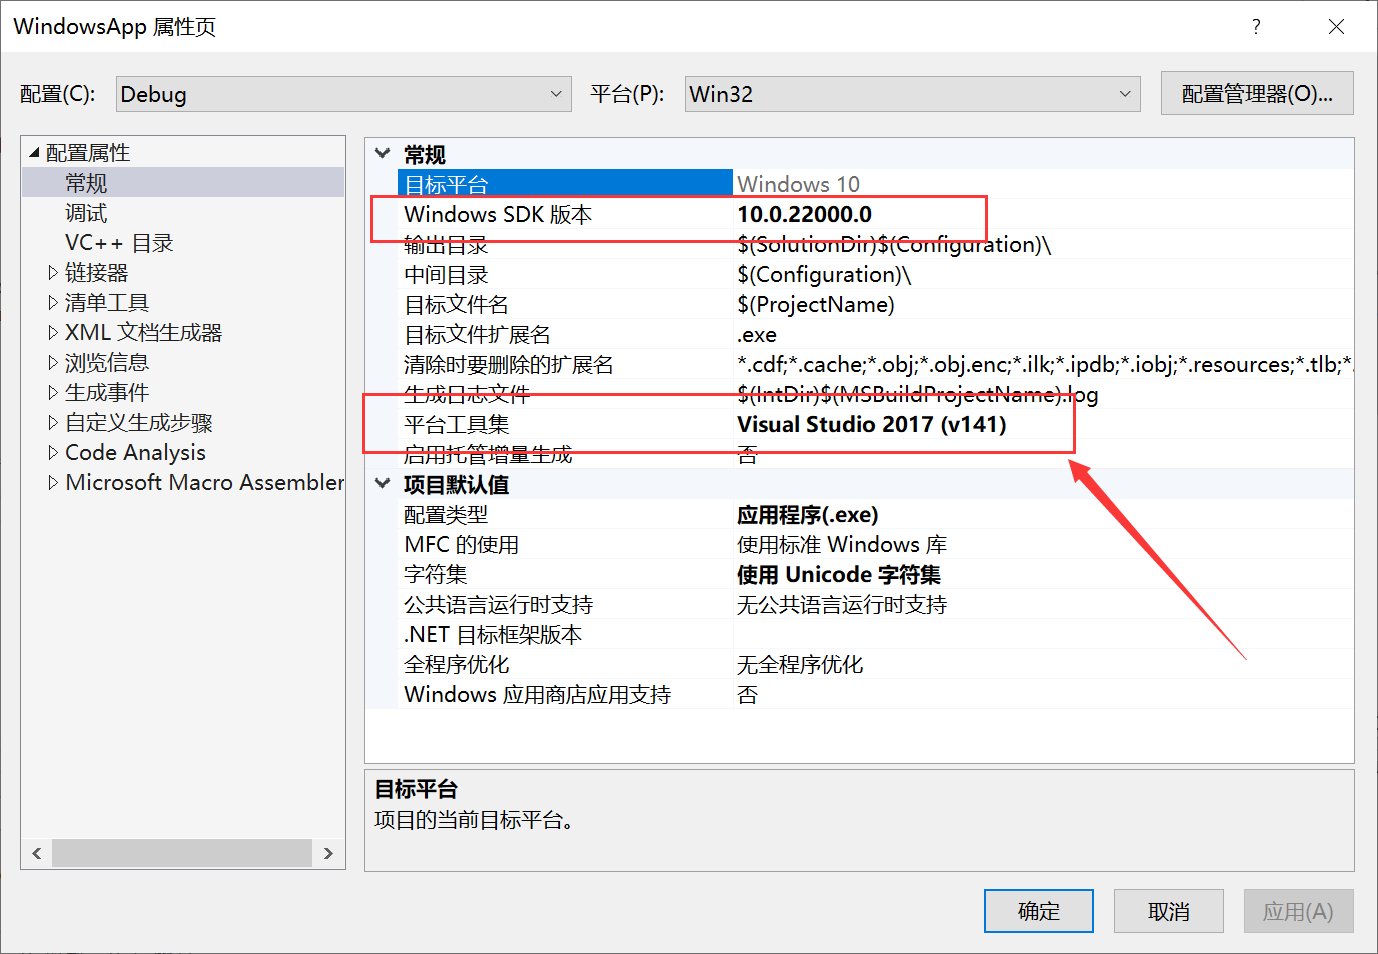 WindowsApp 属性页
?
配置(C): Debug 平台(P): Win32 配置管理器(O)...
配置属性
常规
调试
VC++ 目录
链接器
清单工具
XML 文档生成器
浏览信息
生成事件
自定义生成步骤
Code Analysis
Microsoft Macro Assembler
常规
目标平台 Windows 10
Windows SDK 版本 10.0.22000.0
输出目录 $(SolutionDir)$(Configuration)\
中间目录 $(Configuration)\
目标文件名 $(ProjectName)
目标文件扩展名 .exe
清除时要删除的扩展名 *.cdf;*.cache;*.obj;*.obj.enc;*.ilk;*.ipdb;*.iobj;*.resources;*.tlb;*.
生成日志文件 $(IntDir)$(MSBuildProjectName).log
平台工具集 Visual Studio 2017 (v141)
启用托管增量生成 否
项目默认值
配置类型 应用程序(.exe)
MFC 的使用 使用标准 Windows 库
字符集 使用 Unicode 字符集
公共语言运行时支持 无公共语言运行时支持
.NET 目标框架版本
全程序优化 无全程序优化
Windows 应用商店应用支持 否
目标平台
项目的当前目标平台。
确定 取消 应用(A)